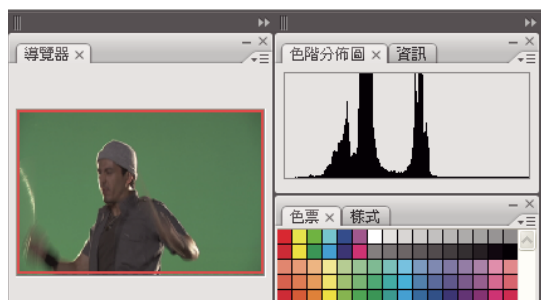 導覽器
色階分佈圖 資訊
色票 樣式